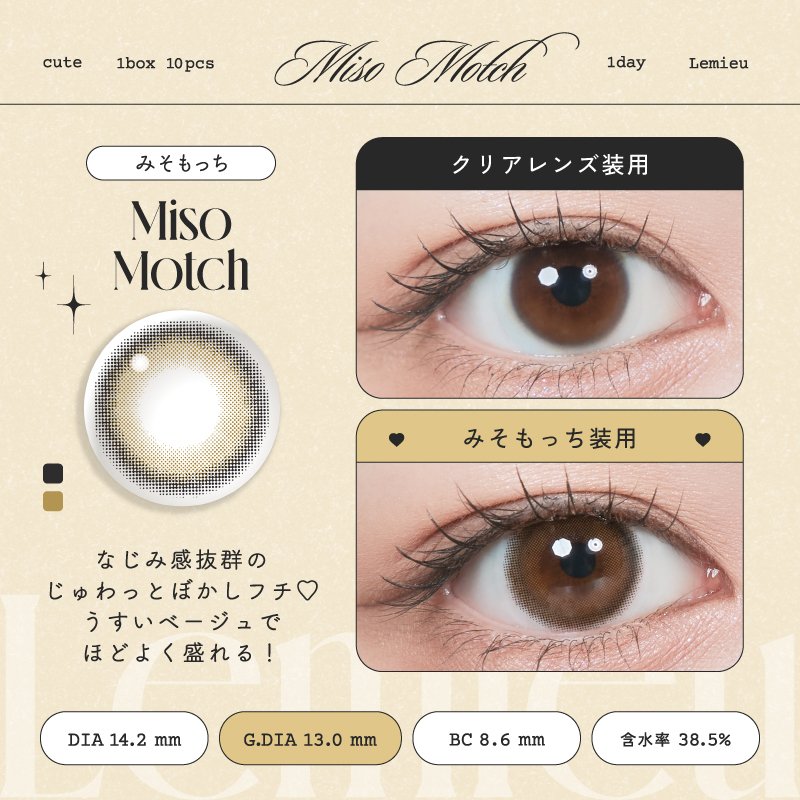 cute
1box 10pcs
Miso Motch
1day
Lemieu
みそもっち
Miso
Motch
クリアレンズ装用
みそもっち装用
なじみ感抜群の
じゅわっとぼかしフチ♡
うすいベージュで
ほどよく盛れる！
Lemieu
DIA 14.2 mm
G.DIA 13.0 mm
BC 8.6 mm
含水率 38.5%